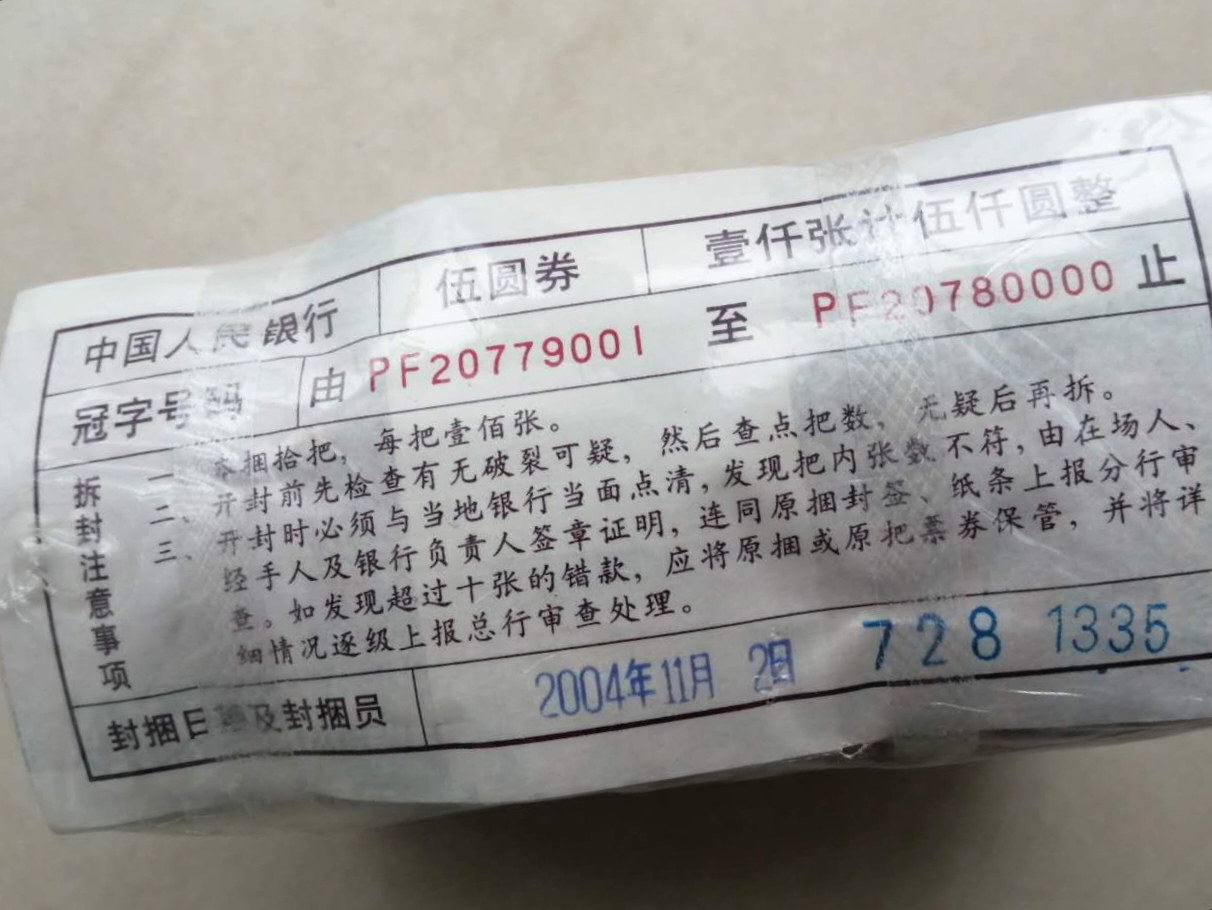 中国人民银行 伍圆券 壹仟张计伍仟圆整
冠字号码 由 PF20779001 至 PF20780000 止
拆封注意事项
一、本捆拾把，每把壹佰张。
二、开封前先检查有无破裂可疑，然后查点把数，无疑后再拆。
三、开封时必须与当地银行当面点清，发现把内张数不符，由在场人、
经手人及银行负责人签章证明，连同原捆封签、纸条上报分行审
查。如发现超过十张的错款，应将原捆或原把票券保管，并将详
细情况逐级上报总行审查处理。
封捆日期及封捆员 2004年11月 2日 728 1335